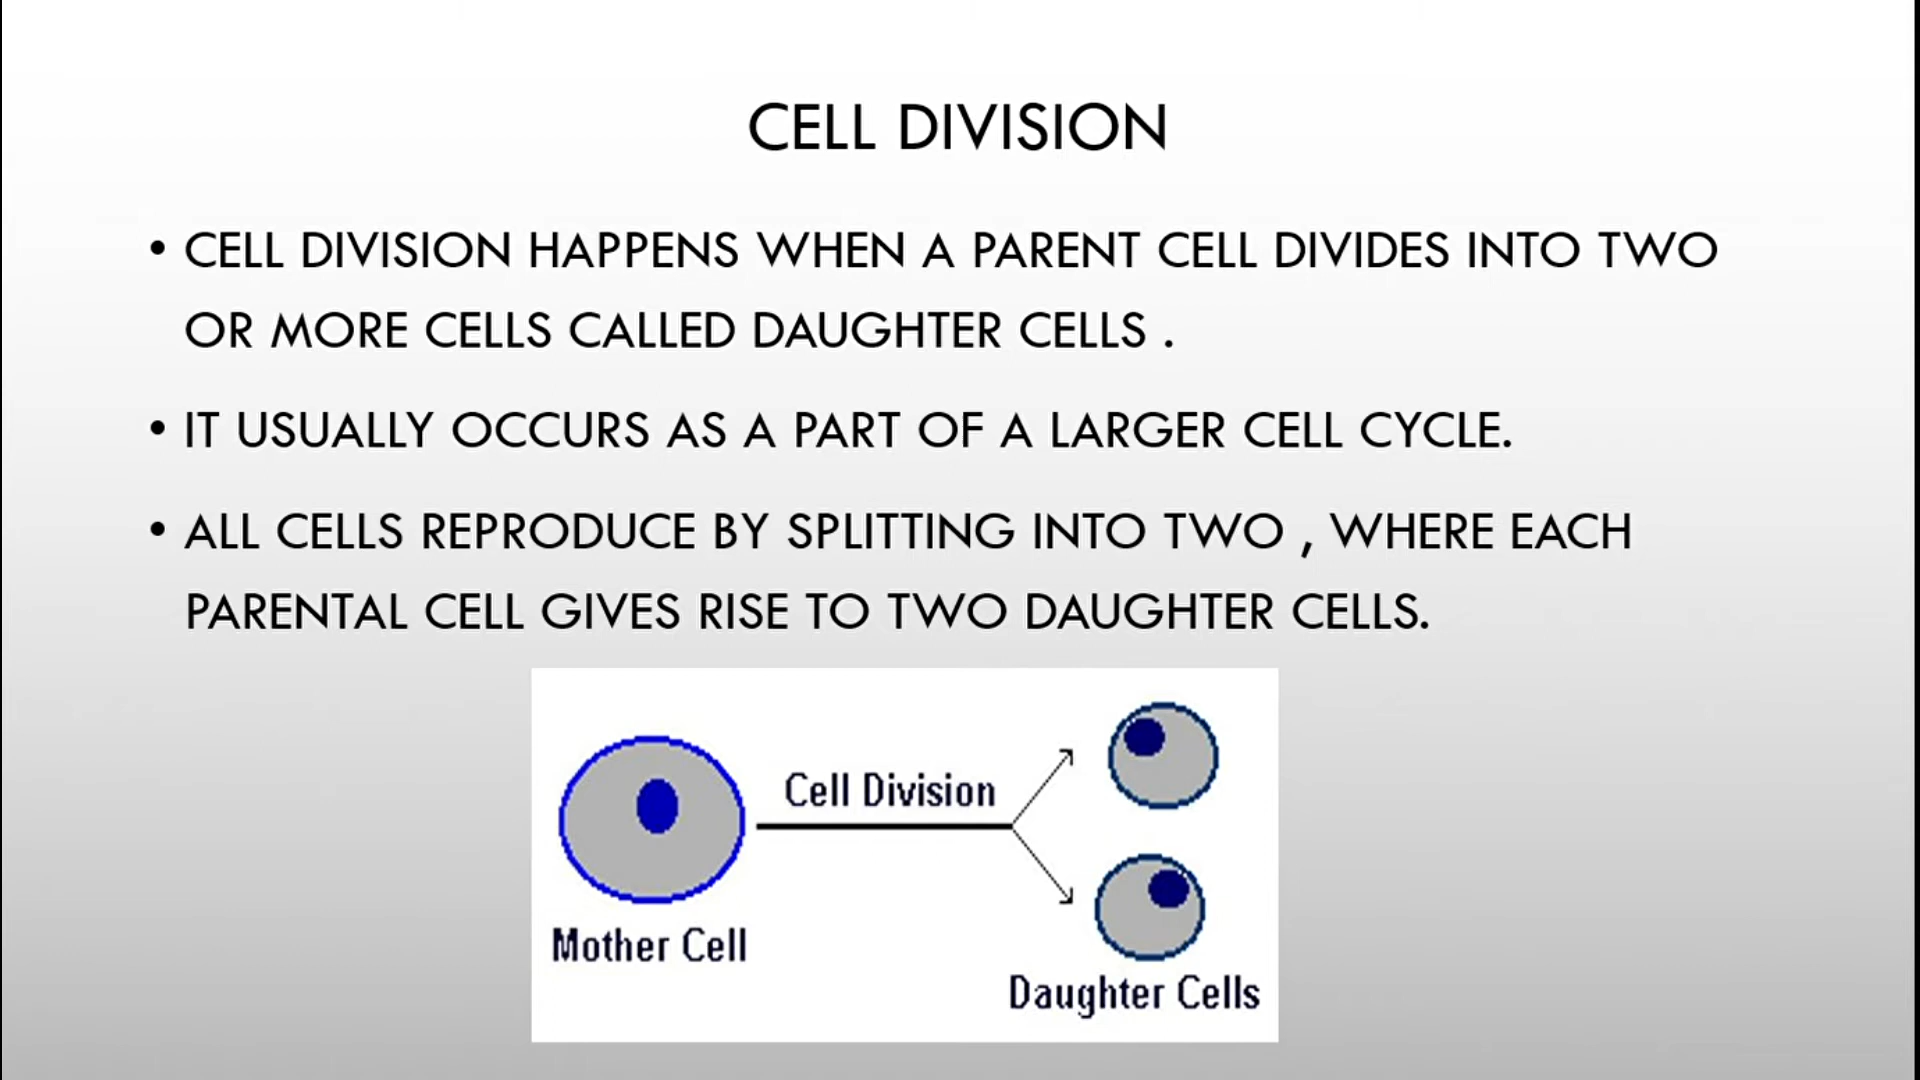 CELL DIVISION
• CELL DIVISION HAPPENS WHEN A PARENT CELL DIVIDES INTO TWO
OR MORE CELLS CALLED DAUGHTER CELLS .
• IT USUALLY OCCURS AS A PART OF A LARGER CELL CYCLE.
• ALL CELLS REPRODUCE BY SPLITTING INTO TWO , WHERE EACH
PARENTAL CELL GIVES RISE TO TWO DAUGHTER CELLS.
Cell Division
Mother Cell
Daughter Cells